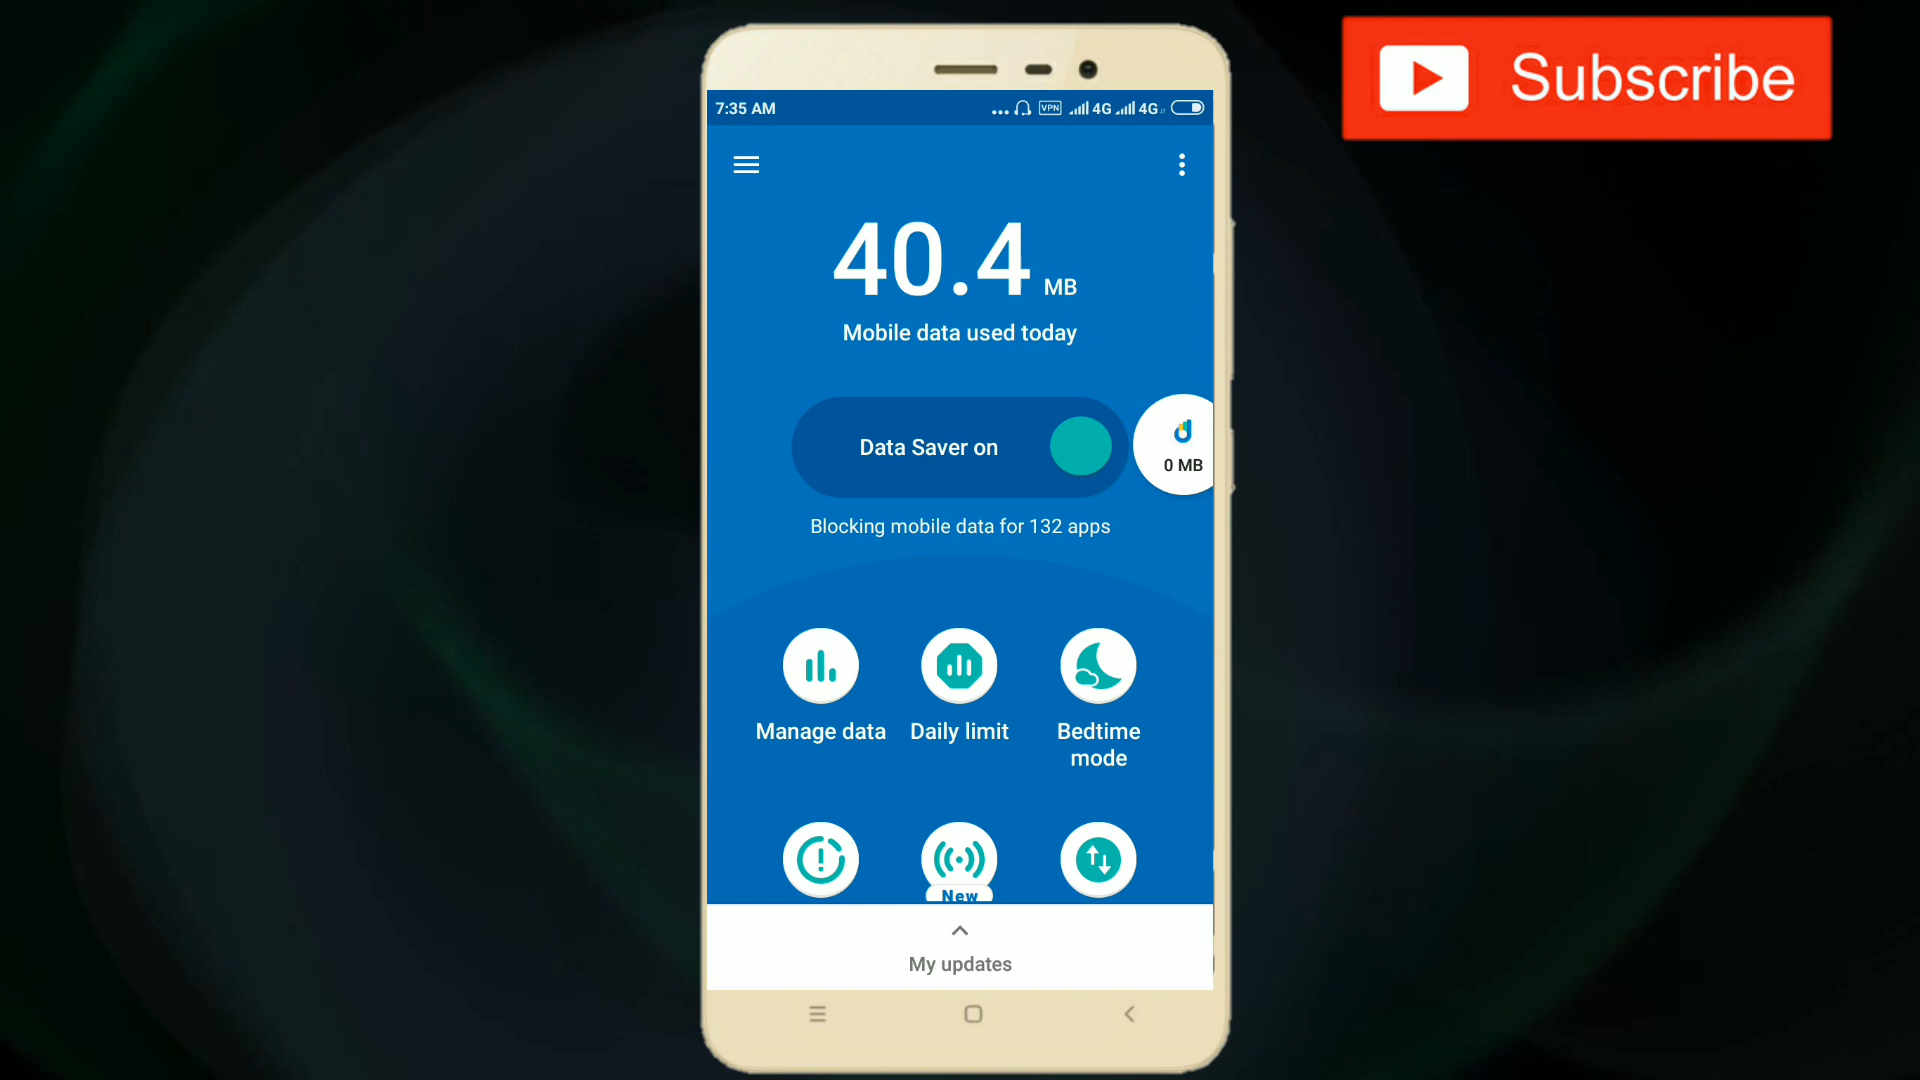 Subscribe
7:35 AM
VPN 4G 4G
40.4 MB
Mobile data used today
Data Saver on
0 MB
Blocking mobile data for 132 apps
Manage data Daily limit Bedtime
mode
New
My updates